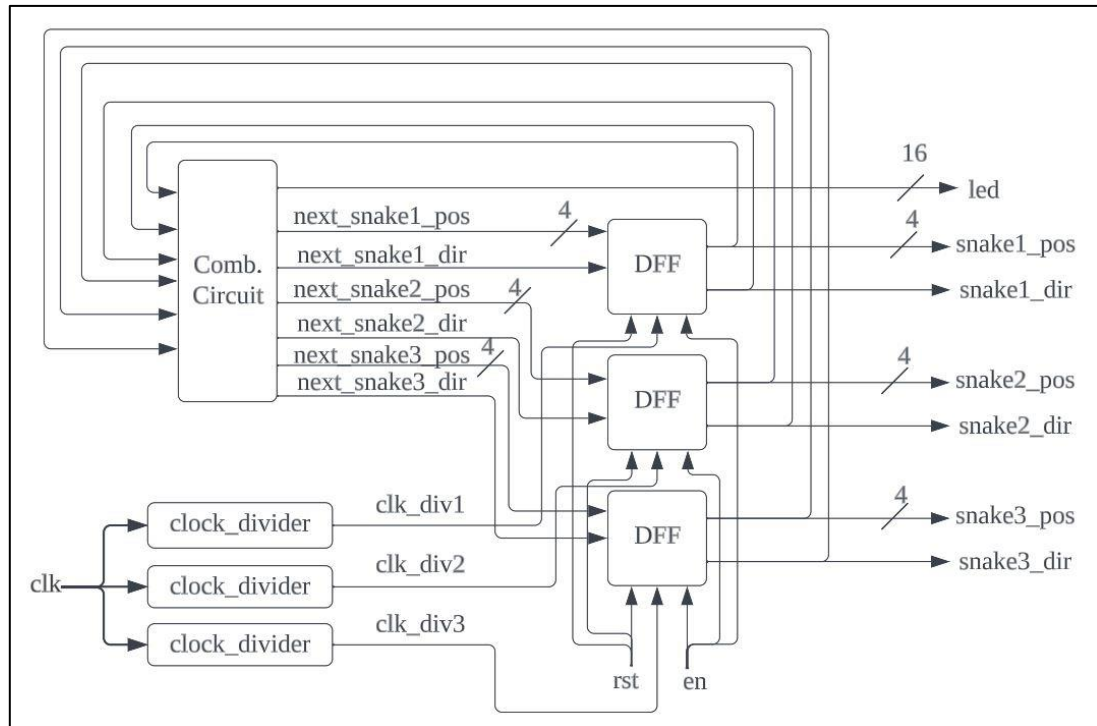 16
led
next_snake1_pos
4
4
snake1_pos
next_snake1_dir
DFF
Comb.
Circuit
snake1_dir
next_snake2_pos
4
next_snake2_dir
next_snake3_pos
4
4
snake2_pos
next_snake3_dir
DFF
snake2_dir
clk_div1
4
snake3_pos
clock_divider
DFF
snake3_dir
clk_div2
clk
clock_divider
clk_div3
clock_divider
rst
en